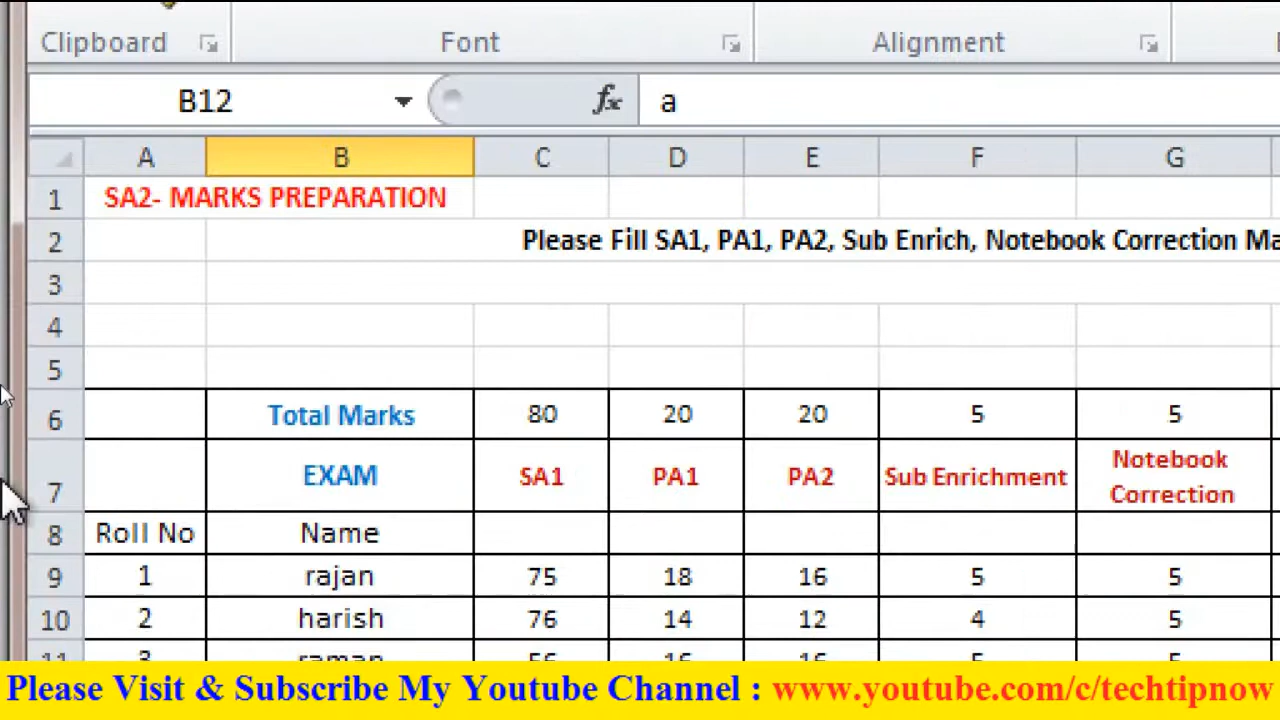 Clipboard Font Alignment
B12 fx a
A B C D E F G
1 SA2- MARKS PREPARATION
2 Please Fill SA1, PA1, PA2, Sub Enrich, Notebook Correction
3
4
5
6 Total Marks 80 20 20 5 5
7 EXAM SA1 PA1 PA2 Sub Enrichment Notebook Correction
8 Roll No Name
9 1 rajan 75 18 16 5 5
10 2 harish 76 14 12 4 5
Please Visit & Subscribe My Youtube Channel : www.youtube.com/c/techtipnow